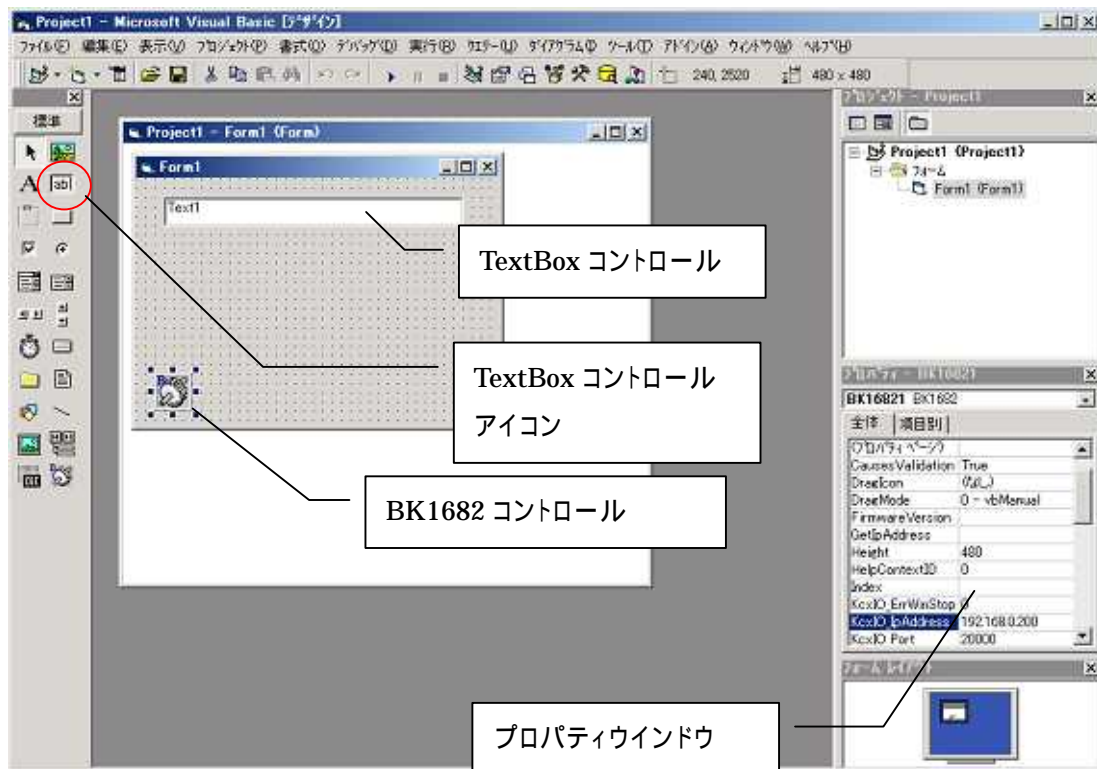 Project1 - Microsoft Visual Basic [ﾃﾞｻﾞｲﾝ]
ﾌｧｲﾙ(F) 編集(E) 表示(V) ﾌﾟﾛｼﾞｪｸﾄ(P) 書式(O) ﾃﾞﾊﾞｯｸﾞ(D) 実行(R) ｸｴﾘｰ(U) ﾀﾞｲｱｸﾞﾗﾑ(I) ﾂｰﾙ(T) ｱﾄﾞｲﾝ(A) ｳｨﾝﾄﾞｳ(W) ﾍﾙﾌﾟ(H)
240, 2520
480 x 480
標準
Project1 - Form1 (Form)
Form1
Text1
TextBox コントロール
TextBox コントロール
アイコン
BK1682 コントロール
プロパティウインドウ
ﾌﾟﾛｼﾞｪｸﾄ - Project1
Project1 (Project1)
ﾌｫｰﾑ
Form1 (Form1)
ﾌﾟﾛﾊﾟﾃｨ - BK16821
BK16821 BK1682
全体 項目別
(ﾌﾟﾛﾊﾟﾃｨ ﾍﾟｰｼﾞ)
CausesValidation True
DragIcon (なし)
DragMode 0 - vbManual
FirmwareVersion
GetIpAddress
Height 480
HelpContextID 0
Index
KcxIO_ErrWinStop 0
KcxIO_IpAddress 192.168.0.200
KcxIO Port 20000
ﾌｫｰﾑ ﾚｲｱｳﾄ